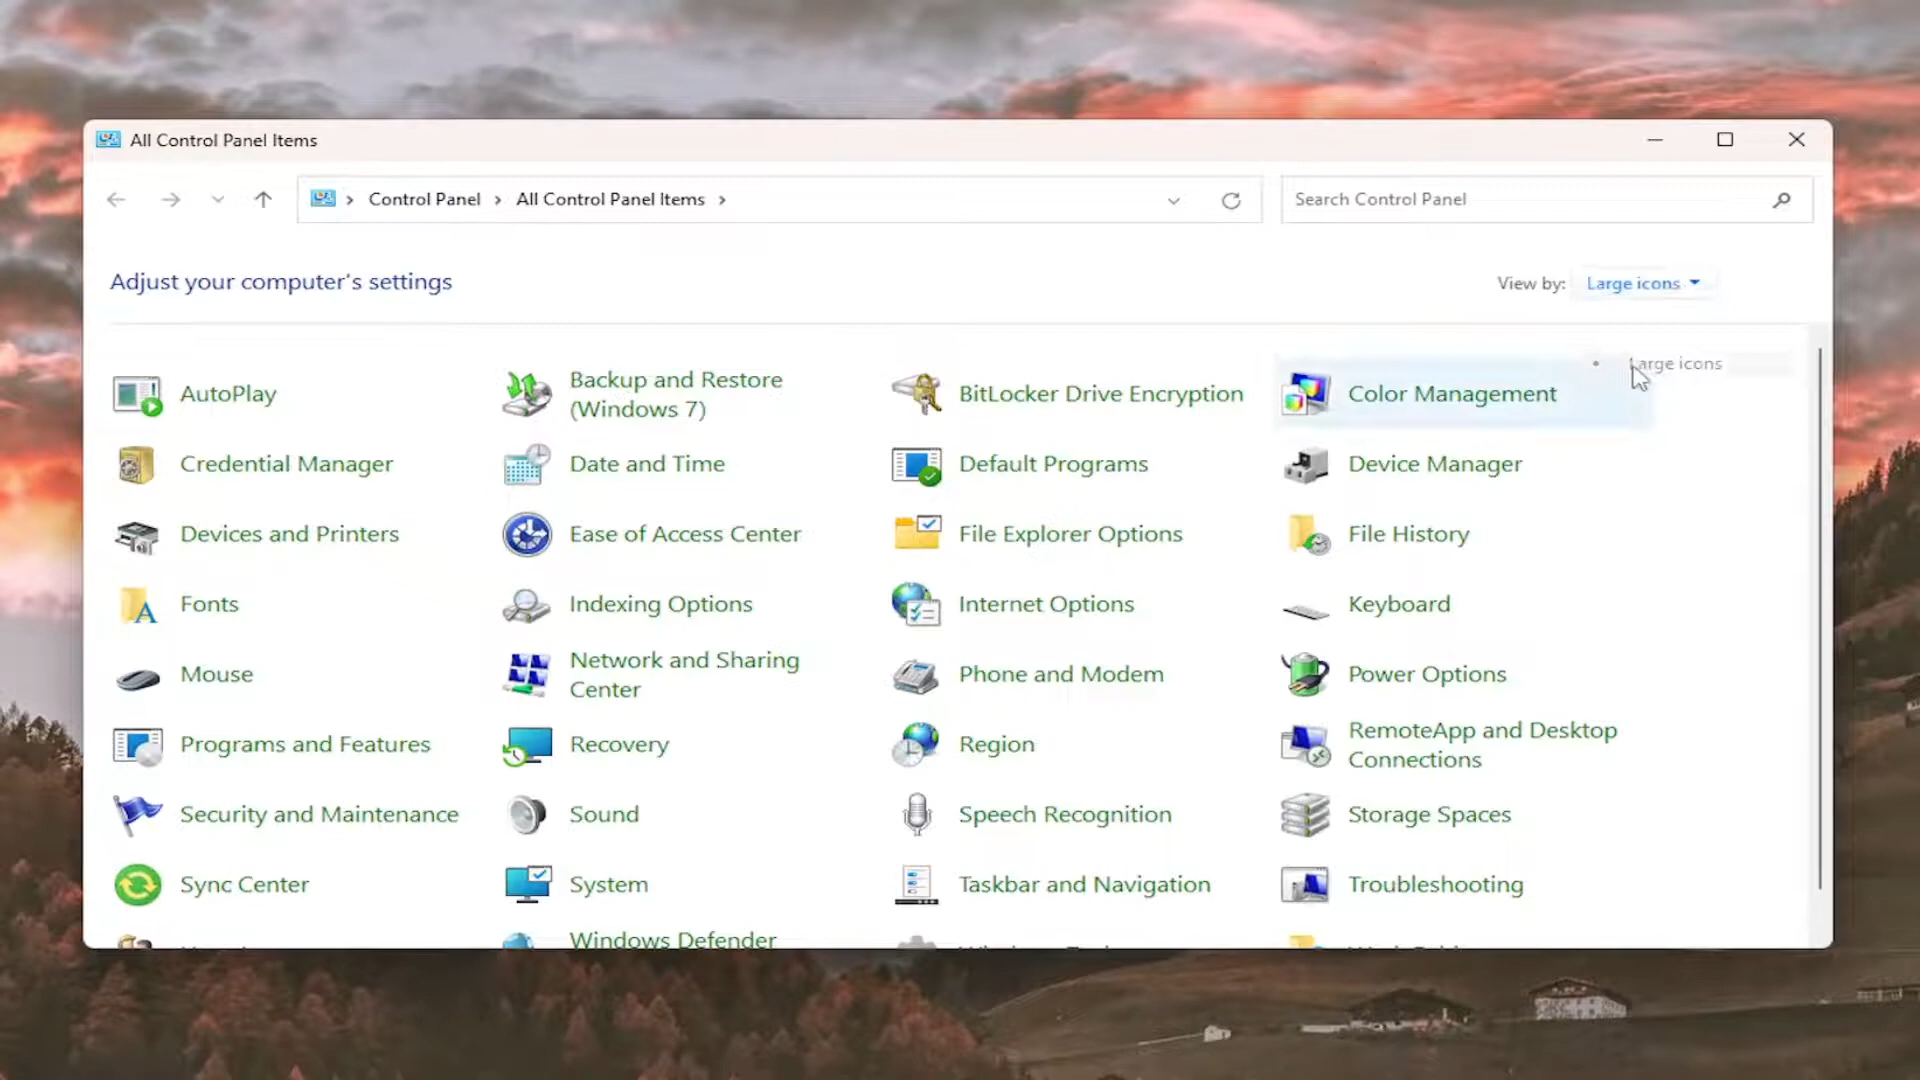 All Control Panel Items
Control Panel
All Control Panel Items
Search Control Panel
Adjust your computer's settings
View by: Large icons
Large icons
AutoPlay
Backup and Restore
(Windows 7)
BitLocker Drive Encryption
Color Management
Credential Manager
Date and Time
Default Programs
Device Manager
Devices and Printers
Ease of Access Center
File Explorer Options
File History
Fonts
Indexing Options
Internet Options
Keyboard
Mouse
Network and Sharing
Center
Phone and Modem
Power Options
Programs and Features
Recovery
Region
RemoteApp and Desktop
Connections
Security and Maintenance
Sound
Speech Recognition
Storage Spaces
Sync Center
System
Taskbar and Navigation
Troubleshooting
Windows Defender